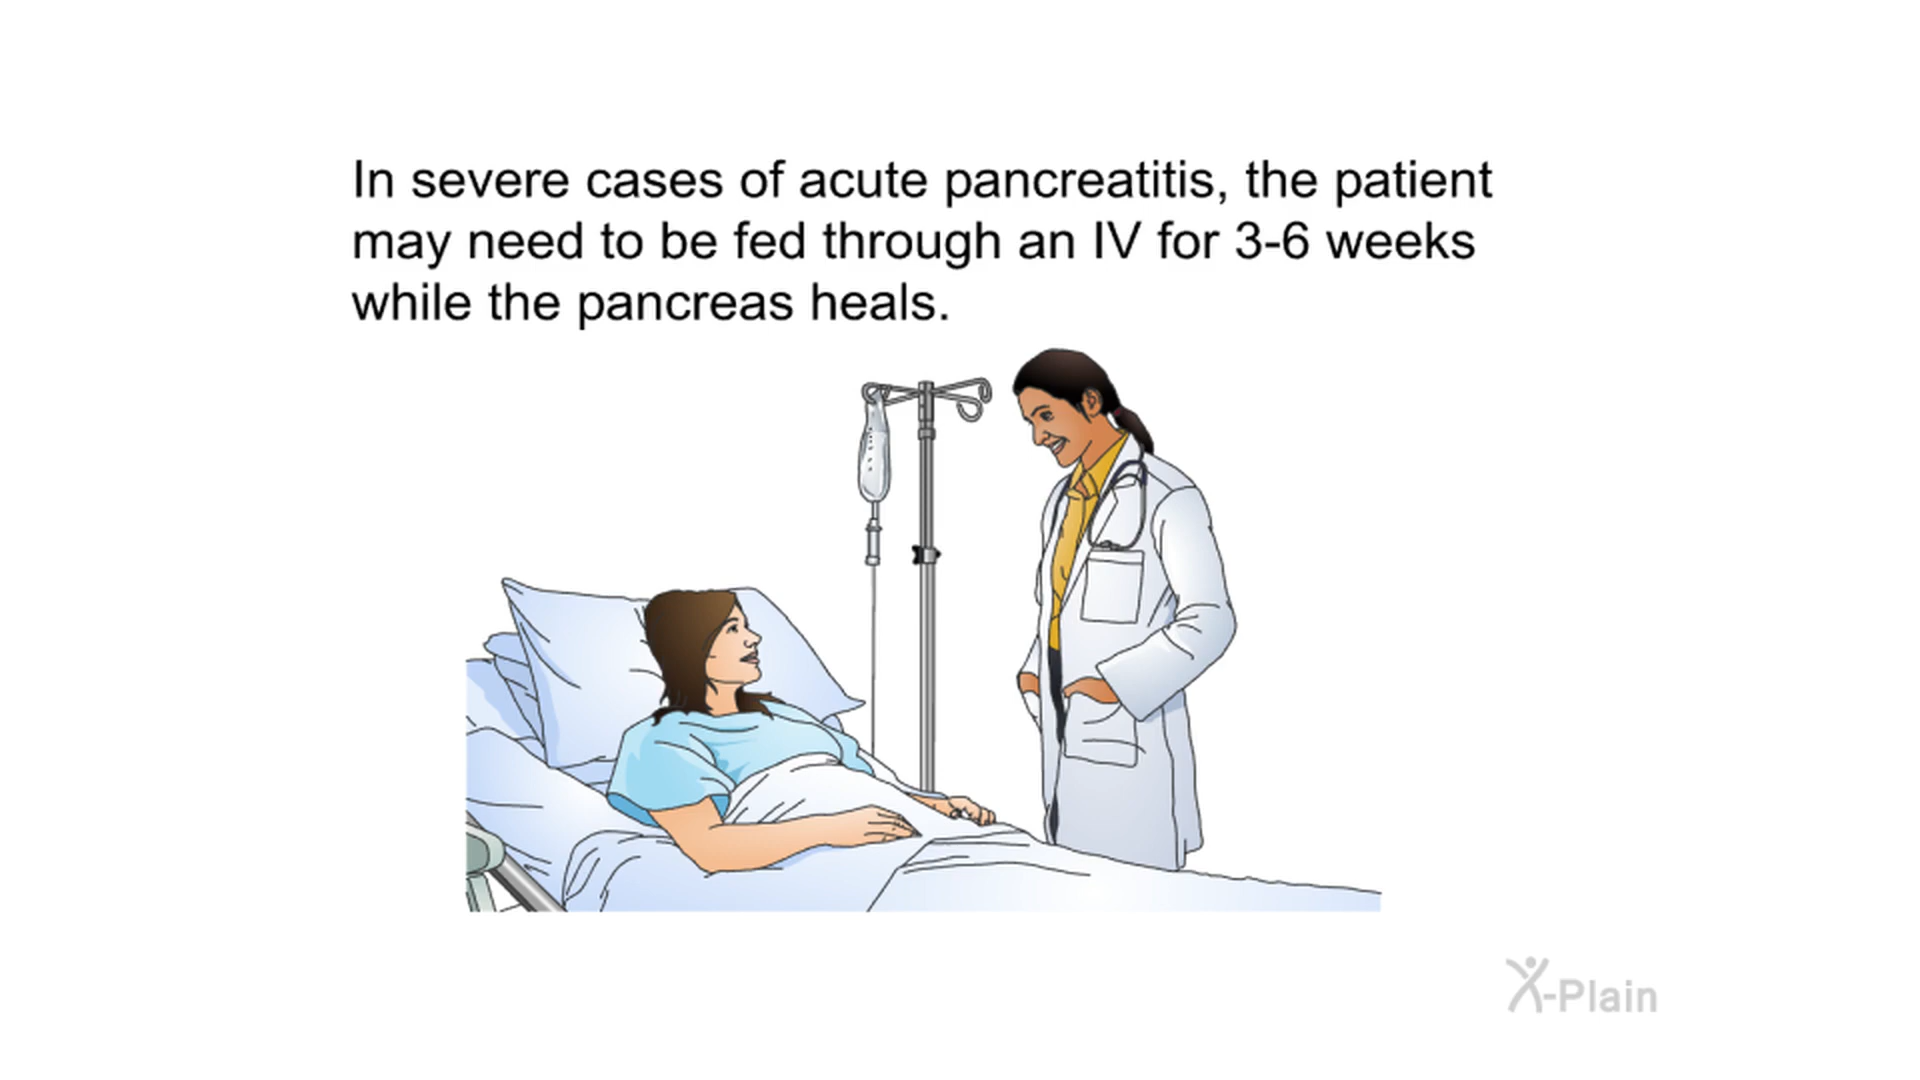 In severe cases of acute pancreatitis, the patient
may need to be fed through an IV for 3-6 weeks
while the pancreas heals.
X-Plain